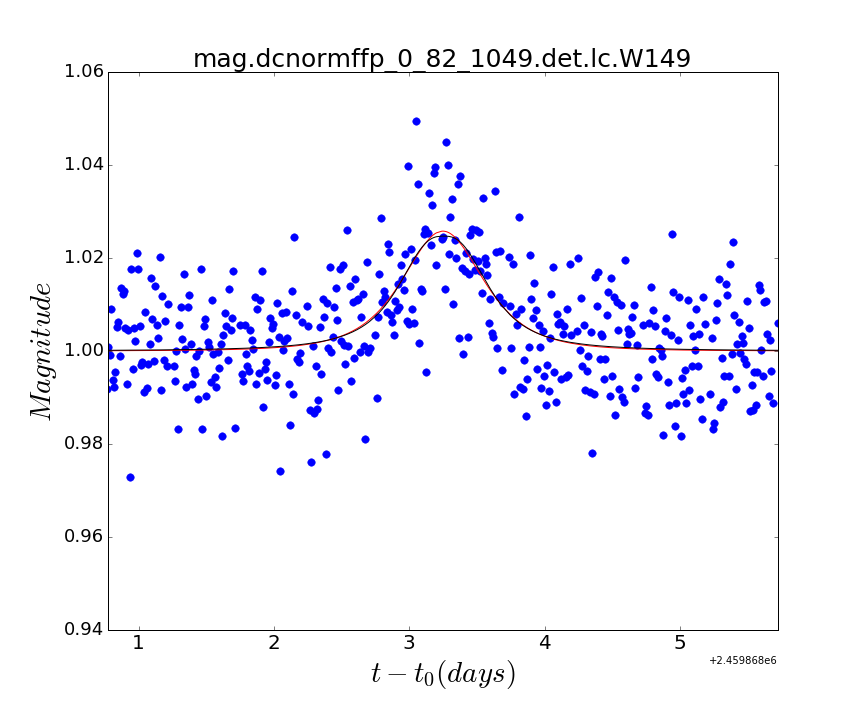 mag.dcnormffp_0_82_1049.det.lc.W149
1.06
1.04
1.02
1.00
0.98
0.96
0.94
Magnitude
1 2 3 4 5
+2.459868e6
t − t₀(days)